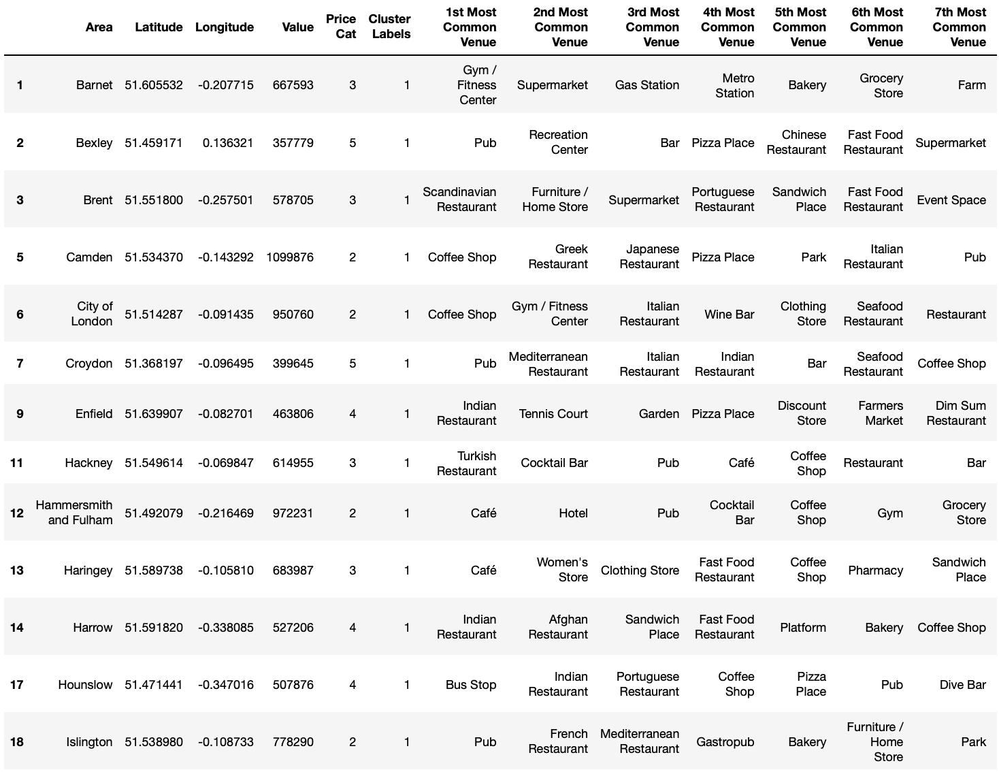 Area Latitude Longitude Value Price Cat Cluster Labels 1st Most Common Venue 2nd Most Common Venue 3rd Most Common Venue 4th Most Common Venue 5th Most Common Venue 6th Most Common Venue 7th Most Common Venue
1 Barnet 51.605532 -0.207715 667593 3 1 Gym / Fitness Center Supermarket Gas Station Metro Station Bakery Grocery Store Farm
2 Bexley 51.459171 0.136321 357779 5 1 Pub Recreation Center Bar Pizza Place Chinese Restaurant Fast Food Restaurant Supermarket
3 Brent 51.551800 -0.257501 578705 3 1 Scandinavian Restaurant Furniture / Home Store Supermarket Portuguese Restaurant Sandwich Place Fast Food Restaurant Event Space
5 Camden 51.534370 -0.143292 1099876 2 1 Coffee Shop Greek Restaurant Japanese Restaurant Pizza Place Park Italian Restaurant Pub
6 City of London 51.514287 -0.091435 950760 2 1 Coffee Shop Gym / Fitness Center Italian Restaurant Wine Bar Clothing Store Seafood Restaurant Restaurant
7 Croydon 51.368197 -0.096495 399645 5 1 Pub Mediterranean Restaurant Italian Restaurant Indian Restaurant Bar Seafood Restaurant Coffee Shop
9 Enfield 51.639907 -0.082701 463806 4 1 Indian Restaurant Tennis Court Garden Pizza Place Discount Store Farmers Market Dim Sum Restaurant
11 Hackney 51.549614 -0.069847 614955 3 1 Turkish Restaurant Cocktail Bar Pub Café Coffee Shop Restaurant Bar
12 Hammersmith and Fulham 51.492079 -0.216469 972231 2 1 Café Hotel Pub Cocktail Bar Coffee Shop Gym Grocery Store
13 Haringey 51.589738 -0.105810 683987 3 1 Café Women's Store Clothing Store Fast Food Restaurant Coffee Shop Pharmacy Sandwich Place
14 Harrow 51.591820 -0.338085 527206 4 1 Indian Restaurant Afghan Restaurant Sandwich Place Fast Food Restaurant Platform Bakery Coffee Shop
17 Hounslow 51.471441 -0.347016 507876 4 1 Bus Stop Indian Restaurant Portuguese Restaurant Coffee Shop Pizza Place Pub Dive Bar
18 Islington 51.538980 -0.108733 778290 2 1 Pub French Restaurant Mediterranean Restaurant Gastropub Bakery Furniture / Home Store Park